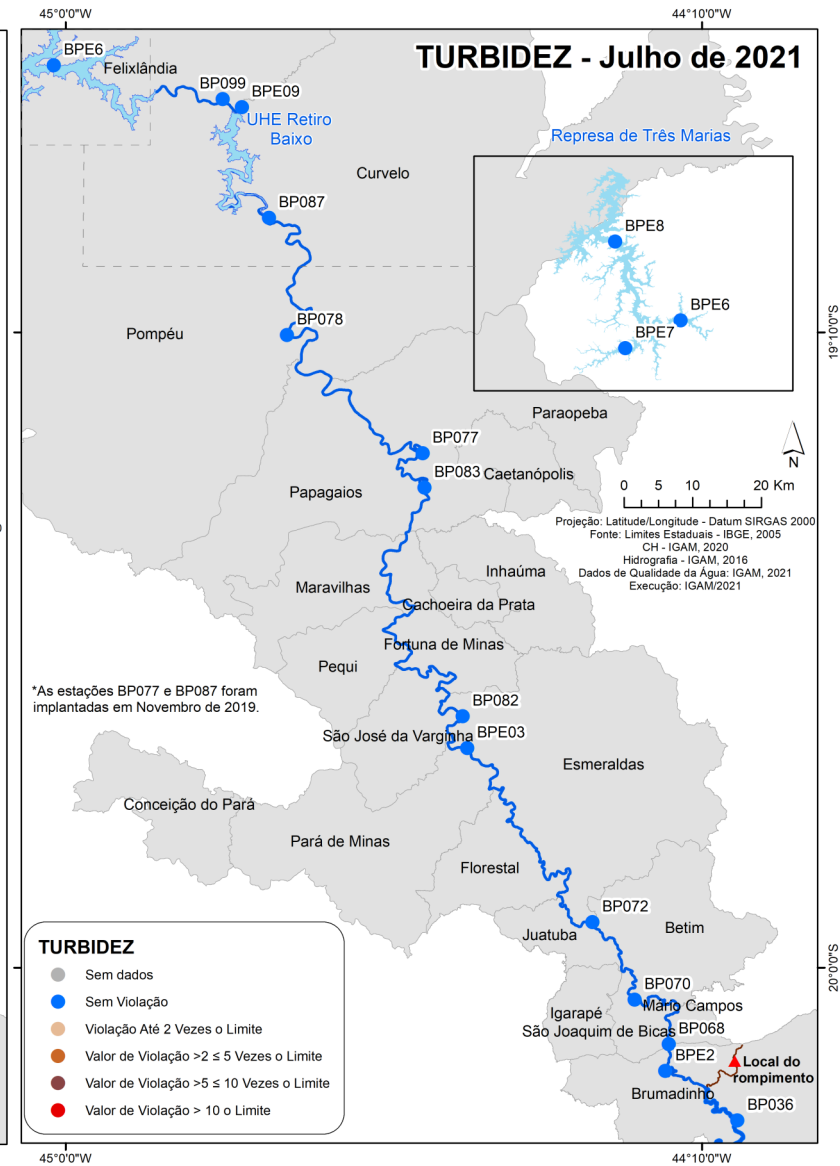 45°0'0"W
44°10'0"W
TURBIDEZ - Julho de 2021
BPE6
Felixlândia
BP099
BPE09
UHE Retiro
Baixo
Represa de Três Marias
Curvelo
BP087
BPE8
BPE6
BPE7
BP078
Pompéu
19°10'0"S
Paraopeba
BP077
N
BP083
Caetanópolis
Papagaios
0 5 10 20 Km
Projeção: Latitude/Longitude - Datum SIRGAS 2000
Fonte: Limites Estaduais - IBGE, 2005
CH - IGAM, 2020
Hidrografia - IGAM, 2016
Dados de Qualidade da Água: IGAM, 2021
Execução: IGAM/2021
Inhaúma
Maravilhas
Cachoeira da Prata
Fortuna de Minas
Pequi
*As estações BP077 e BP087 foram
implantadas em Novembro de 2019.
BP082
São José da Varginha
BPE03
Esmeraldas
Conceição do Pará
Pará de Minas
Florestal
BP072
Juatuba
Betim
20°0'0"S
BP070
Mário Campos
Igarapé
São Joaquim de Bicas
BP068
BPE2
Local do
rompimento
Brumadinho
BP036
TURBIDEZ
Sem dados
Sem Violação
Violação Até 2 Vezes o Limite
Valor de Violação >2 ≤ 5 Vezes o Limite
Valor de Violação >5 ≤ 10 Vezes o Limite
Valor de Violação > 10 o Limite
45°0'0"W
44°10'0"W